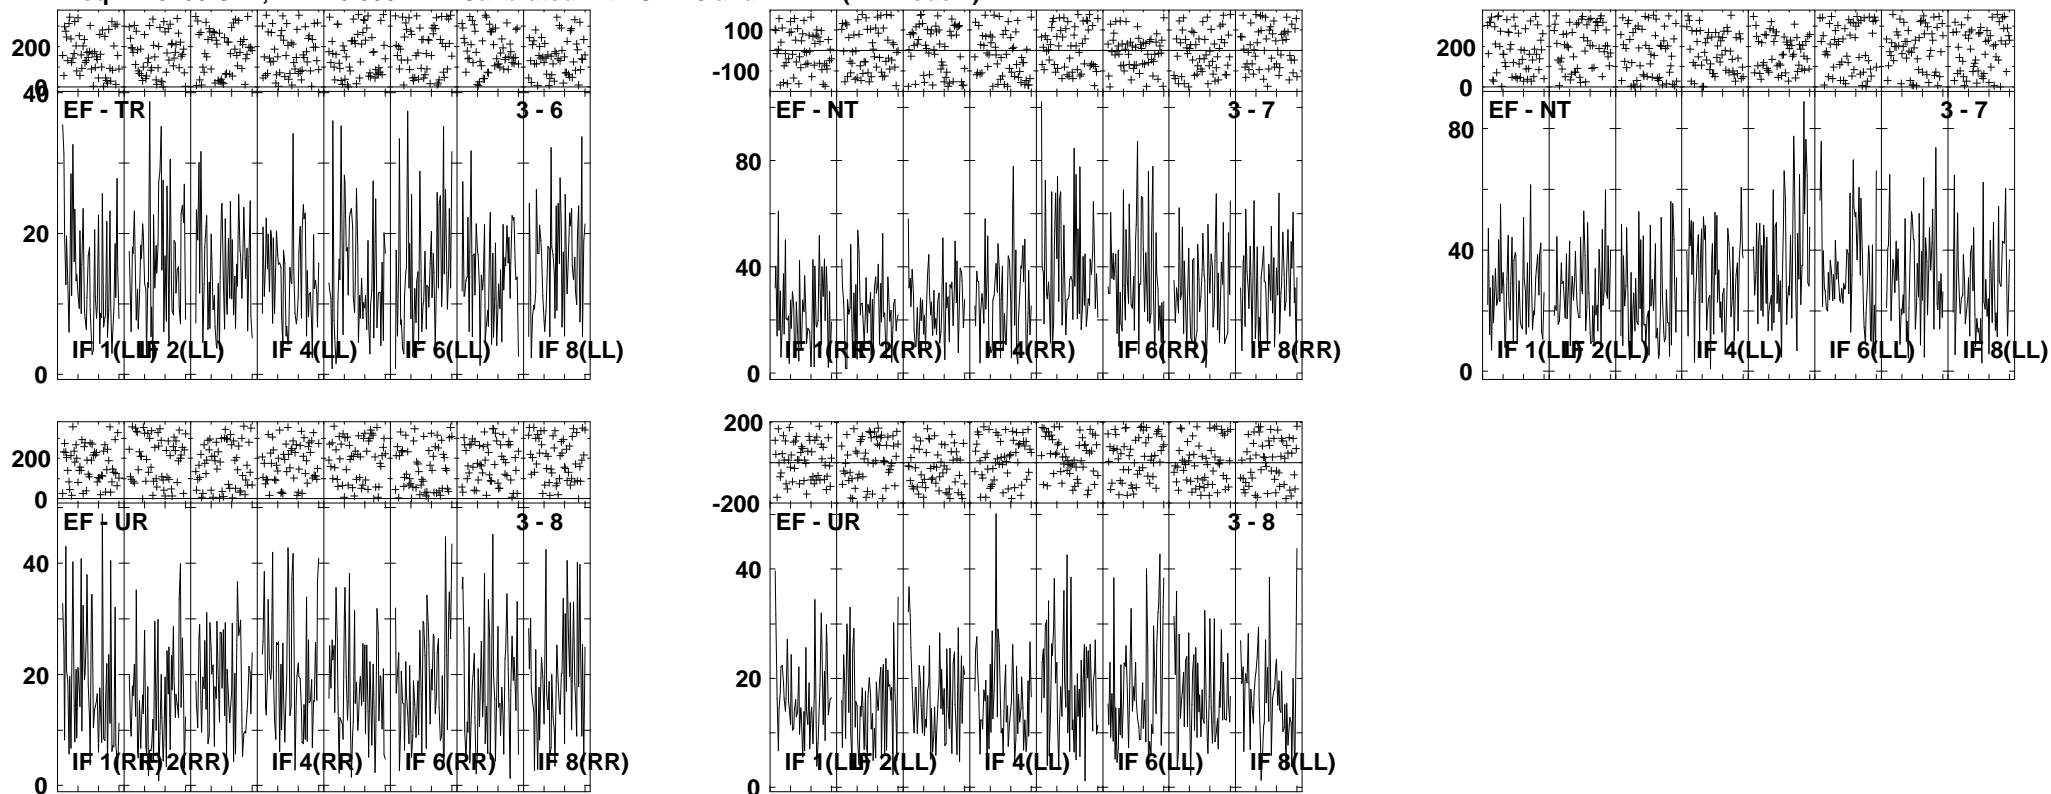 200
0
100
-100
200
0
40
EF - TR 3 - 6
EF - NT 3 - 7
EF - NT 3 - 7
20
0
80
40
0
80
40
0
IF 1(LL) IF 2(LL) IF 4(LL) IF 6(LL) IF 8(LL)
IF 1(RR) IF 2(RR) IF 4(RR) IF 6(RR) IF 8(RR)
IF 1(LL) IF 2(LL) IF 4(LL) IF 6(LL) IF 8(LL)
200
0
200
-200
EF - UR 3 - 8
EF - UR 3 - 8
40
20
0
40
20
0
IF 1(RR) IF 2(RR) IF 4(RR) IF 6(RR) IF 8(RR)
IF 1(LL) IF 2(LL) IF 4(LL) IF 6(LL) IF 8(LL)